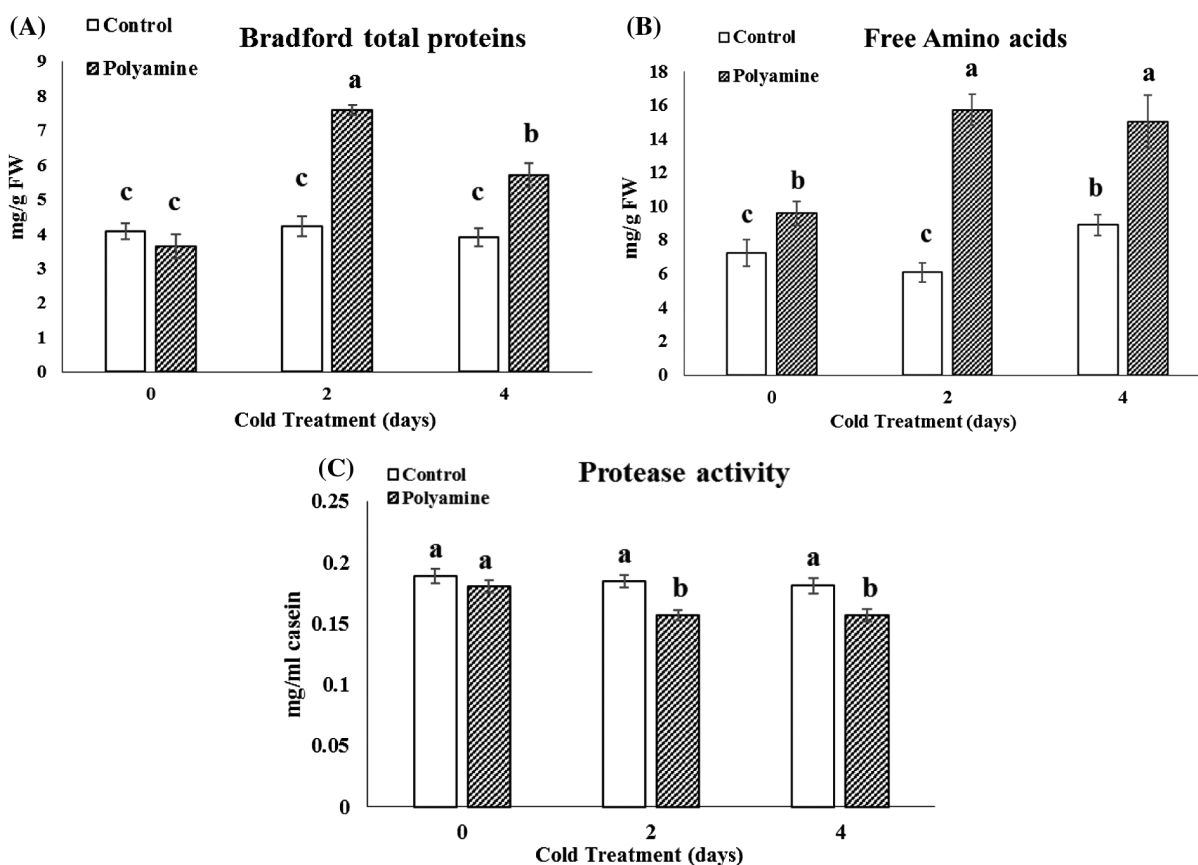 (A)
Control
Polyamine
Bradford total proteins
9
8
7
6
5
4
3
2
1
0
mg/g FW
c
c
c
a
c
b
0
2
4
Cold Treatment (days)
(B)
Control
Polyamine
Free Amino acids
18
16
14
12
10
8
6
4
2
0
mg/g FW
c
b
c
a
b
a
0
2
4
Cold Treatment (days)
(C)
Control
Polyamine
Protease activity
0.25
0.2
0.15
0.1
0.05
0
mg/ml casein
a
a
a
b
a
b
0
2
4
Cold Treatment (days)